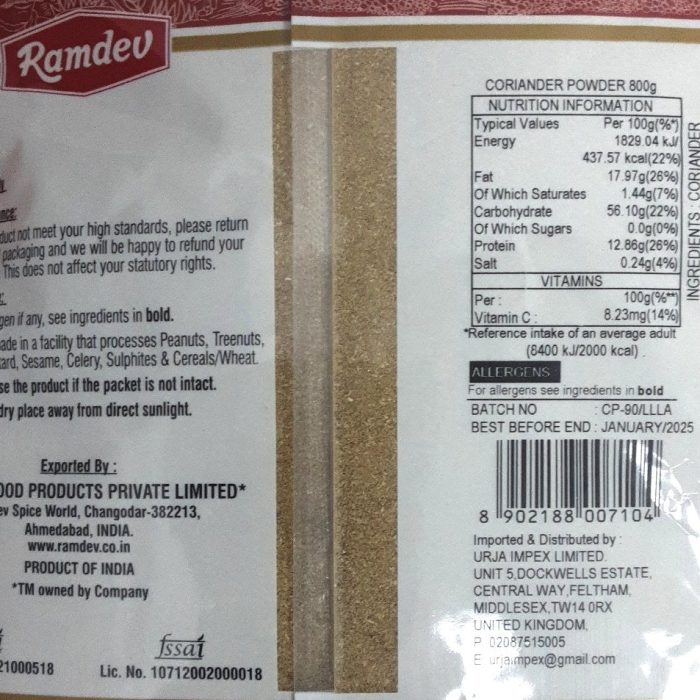 Ramdev
duct not meet your high standards, please return
packaging and we will be happy to refund your
This does not affect your statutory rights.
gen if any, see ingredients in bold.
ade in a facility that processes Peanuts, Treenuts,
ard, Sesame, Celery, Sulphites & Cereals/Wheat.
se the product if the packet is not intact.
dry place away from direct sunlight.
Exported By :
OOD PRODUCTS PRIVATE LIMITED*
ev Spice World, Changodar-382213,
Ahmedabad, INDIA.
www.ramdev.co.in
PRODUCT OF INDIA
*TM owned by Company
fssai
21000518
Lic. No. 10712002000018
CORIANDER POWDER 800g
NUTRITION INFORMATION
Typical Values Per 100g(%*)
Energy 1829.04 kJ/
437.57 kcal(22%)
Fat 17.97g(26%)
Of Which Saturates 1.44g(7%)
Carbohydrate 56.10g(22%)
Of Which Sugars 0.0g(0%)
Protein 12.86g(26%)
Salt 0.24g(4%)
VITAMINS
Per : 100g(%**)
Vitamin C : 8.23mg(14%)
*Reference intake of an average adult
(8400 kJ/2000 kcal)
ALLERGENS
For allergens see ingredients in bold
BATCH NO : CP-90/LLLA
BEST BEFORE END : JANUARY/2025
8 902188 007104
Imported & Distributed by :
URJA IMPEX LIMITED.
UNIT 5,DOCKWELLS ESTATE,
CENTRAL WAY,FELTHAM,
MIDDLESEX,TW14 0RX
UNITED KINGDOM,
P 02087515005
E urjaimpex@gmail.com
INGREDIENTS : CORIANDER